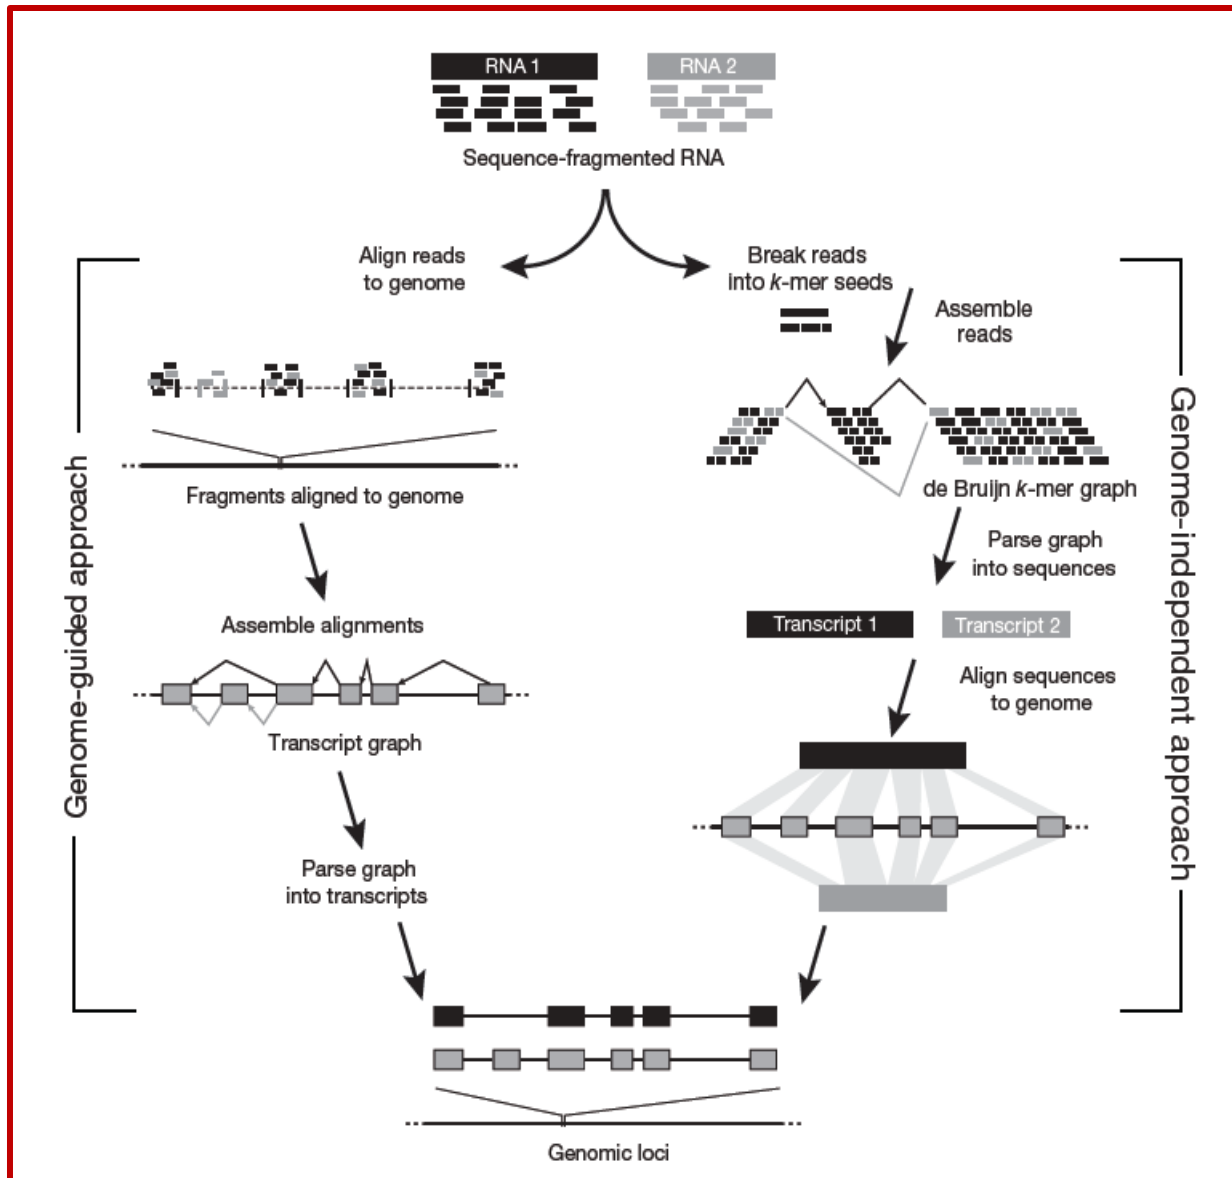 RNA 1
RNA 2
Sequence-fragmented RNA
Align reads
to genome
Break reads
into k-mer seeds
Assemble
reads
Fragments aligned to genome
de Bruijn k-mer graph
Parse graph
into sequences
Assemble alignments
Transcript 1
Transcript 2
Align sequences
to genome
Transcript graph
Parse graph
into transcripts
Genomic loci
Genome-guided approach
Genome-independent approach